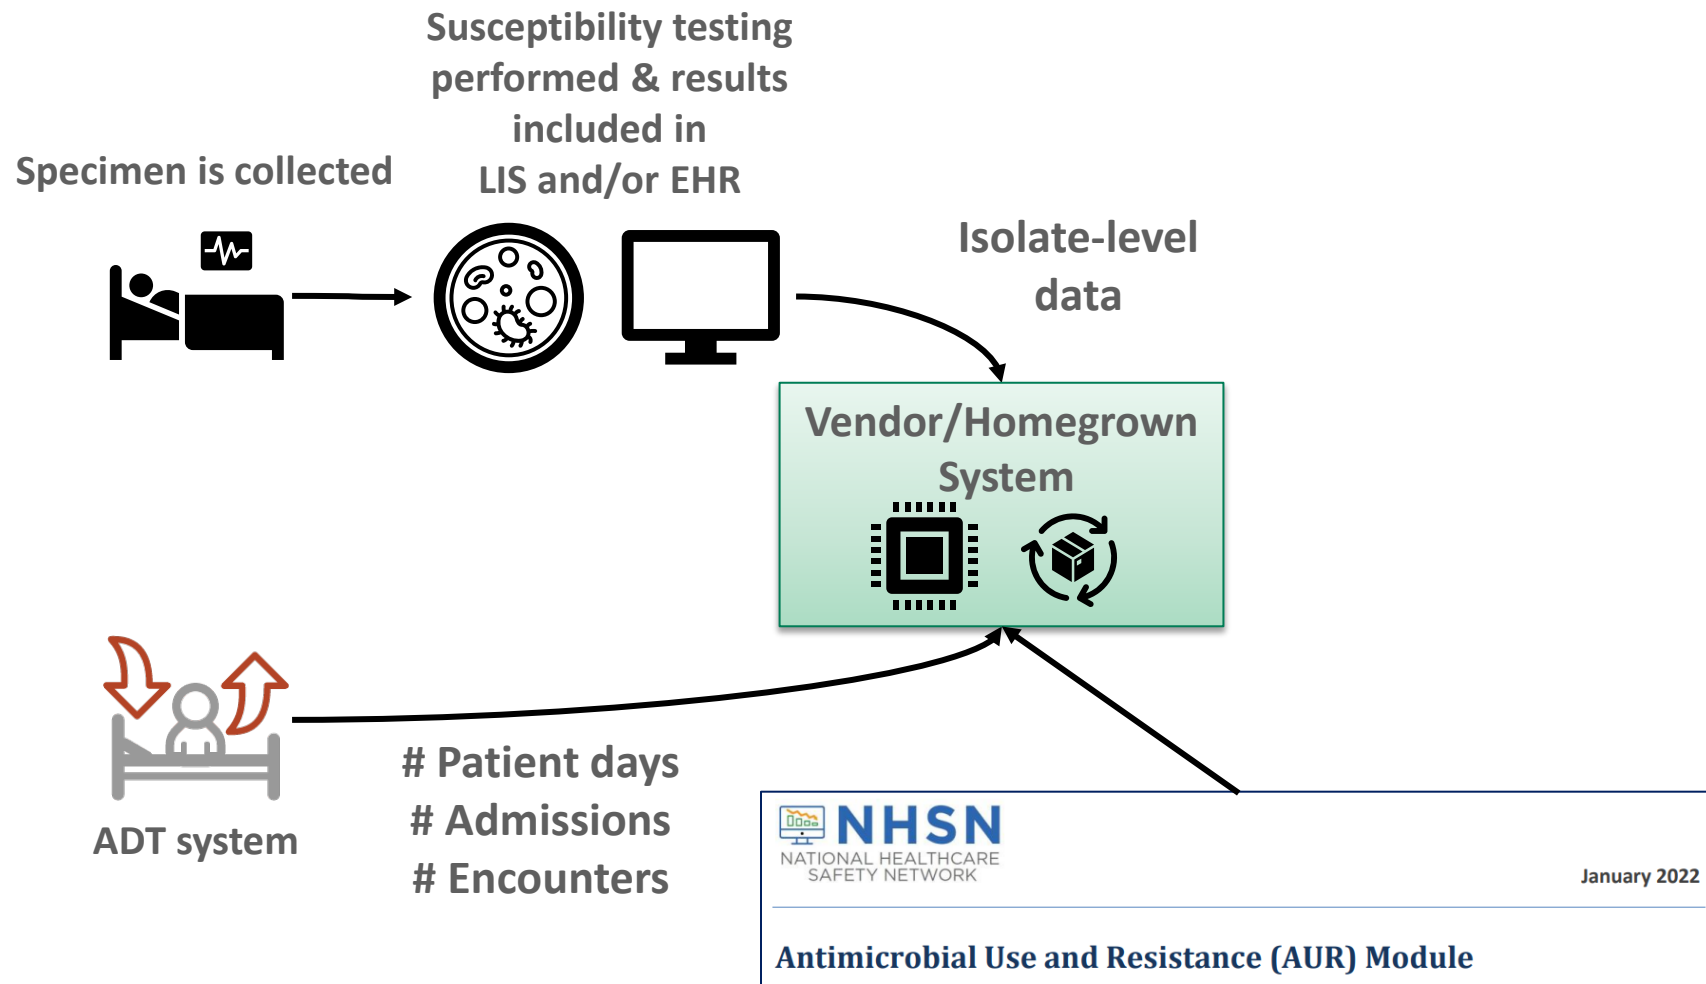 Susceptibility testing
performed & results
included in
LIS and/or EHR
Specimen is collected
Isolate-level
data
Vendor/Homegrown
System
# Patient days
# Admissions
# Encounters
ADT system
NHSN
NATIONAL HEALTHCARE
SAFETY NETWORK
January 2022
Antimicrobial Use and Resistance (AUR) Module